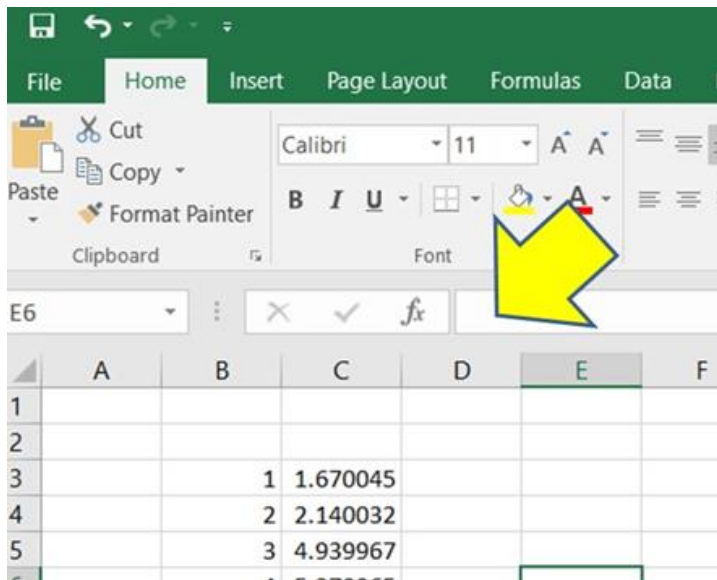 File Home Insert Page Layout Formulas Data
Cut
Calibri 11 A A
Copy
Paste
Format Painter
B I U A
Clipboard Font
E6 fx
A B C D E F
1
2
3 1 1.670045
4 2 2.140032
5 3 4.939967